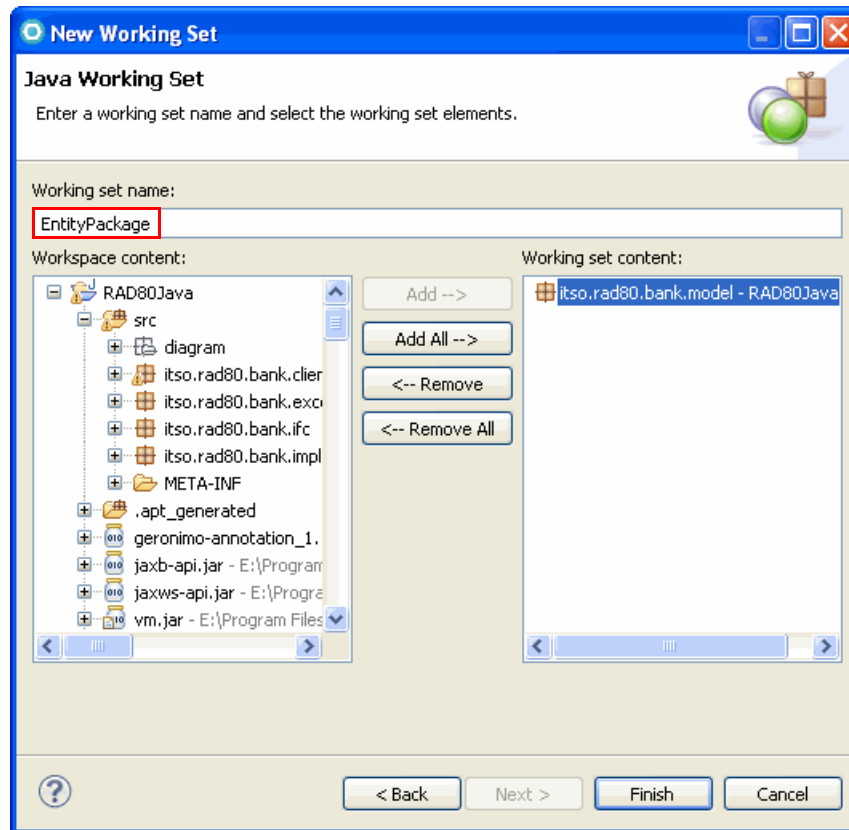 New Working Set
Java Working Set
Enter a working set name and select the working set elements.
Working set name:
EntityPackage
Workspace content:
RAD80Java
src
diagram
itso.rad80.bank.clier
itso.rad80.bank.exc
itso.rad80.bank.ifc
itso.rad80.bank.impl
META-INF
.apt_generated
geronimo-annotation_1.
jaxb-api.jar - E:\Program
jaxws-api.jar - E:\Progra
vm.jar - E:\Program Files
Add -->
Add All -->
<-- Remove
<-- Remove All
Working set content:
itso.rad80.bank.model - RAD80Java
?
< Back
Next >
Finish
Cancel